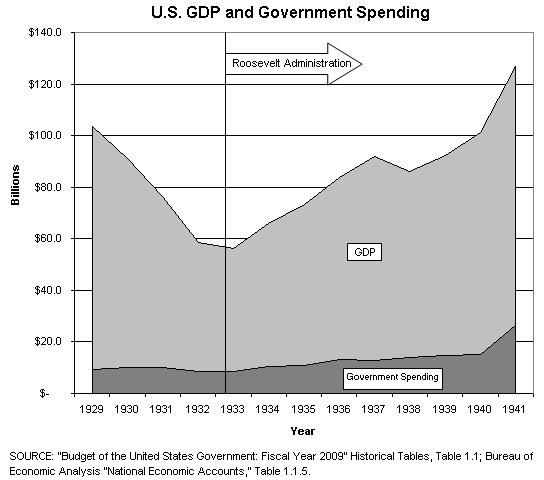 U.S. GDP and Government Spending
$140.0
Roosevelt Administration
$120.0
$100.0
$80.0
Billions
$60.0
GDP
$40.0
$20.0
Government Spending
$-
1929 1930 1931 1932 1933 1934 1935 1936 1937 1938 1939 1940 1941
Year
SOURCE: "Budget of the United States Government: Fiscal Year 2009" Historical Tables, Table 1.1; Bureau of
Economic Analysis "National Economic Accounts," Table 1.1.5.